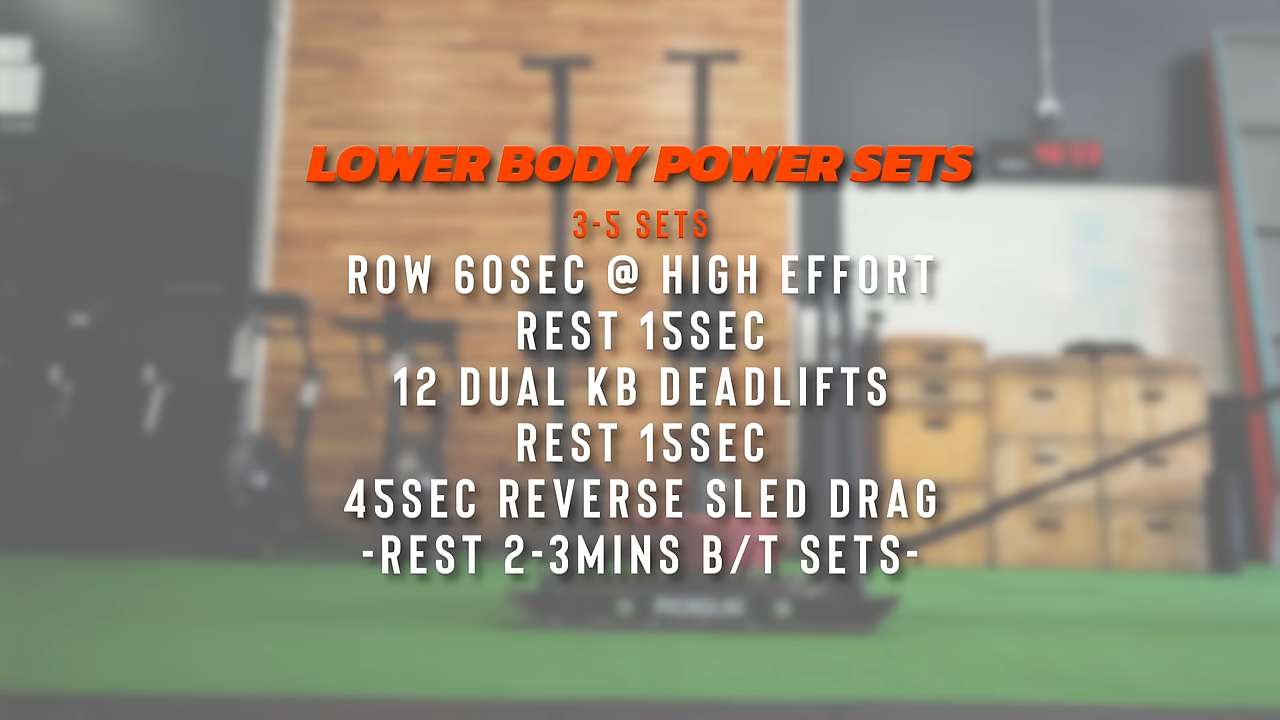 LOWER BODY POWER SETS
3-5 SETS
ROW 60SEC @ HIGH EFFORT
REST 15SEC
12 DUAL KB DEADLIFTS
REST 15SEC
45SEC REVERSE SLED DRAG
-REST 2-3MINS B/T SETS-
ROGUE